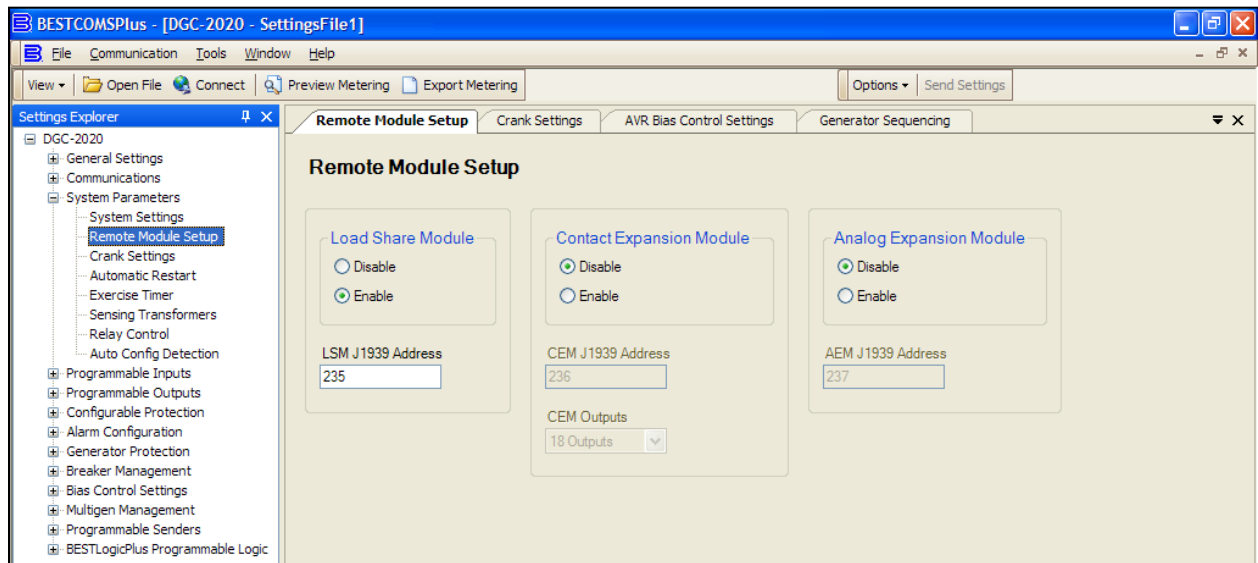 BESTCOMSPlus - [DGC-2020 - SettingsFile1]
File Communication Tools Window Help
View Open File Connect Preview Metering Export Metering Options Send Settings
Settings Explorer
DGC-2020
General Settings
Communications
System Parameters
System Settings
Remote Module Setup
Crank Settings
Automatic Restart
Exercise Timer
Sensing Transformers
Relay Control
Auto Config Detection
Programmable Inputs
Programmable Outputs
Configurable Protection
Alarm Configuration
Generator Protection
Breaker Management
Bias Control Settings
Multigen Management
Programmable Senders
BESTLogicPlus Programmable Logic
Remote Module Setup Crank Settings AVR Bias Control Settings Generator Sequencing
Remote Module Setup
Load Share Module
Disable
Enable
LSM J1939 Address
235
Contact Expansion Module
Disable
Enable
CEM J1939 Address
236
CEM Outputs
18 Outputs
Analog Expansion Module
Disable
Enable
AEM J1939 Address
237